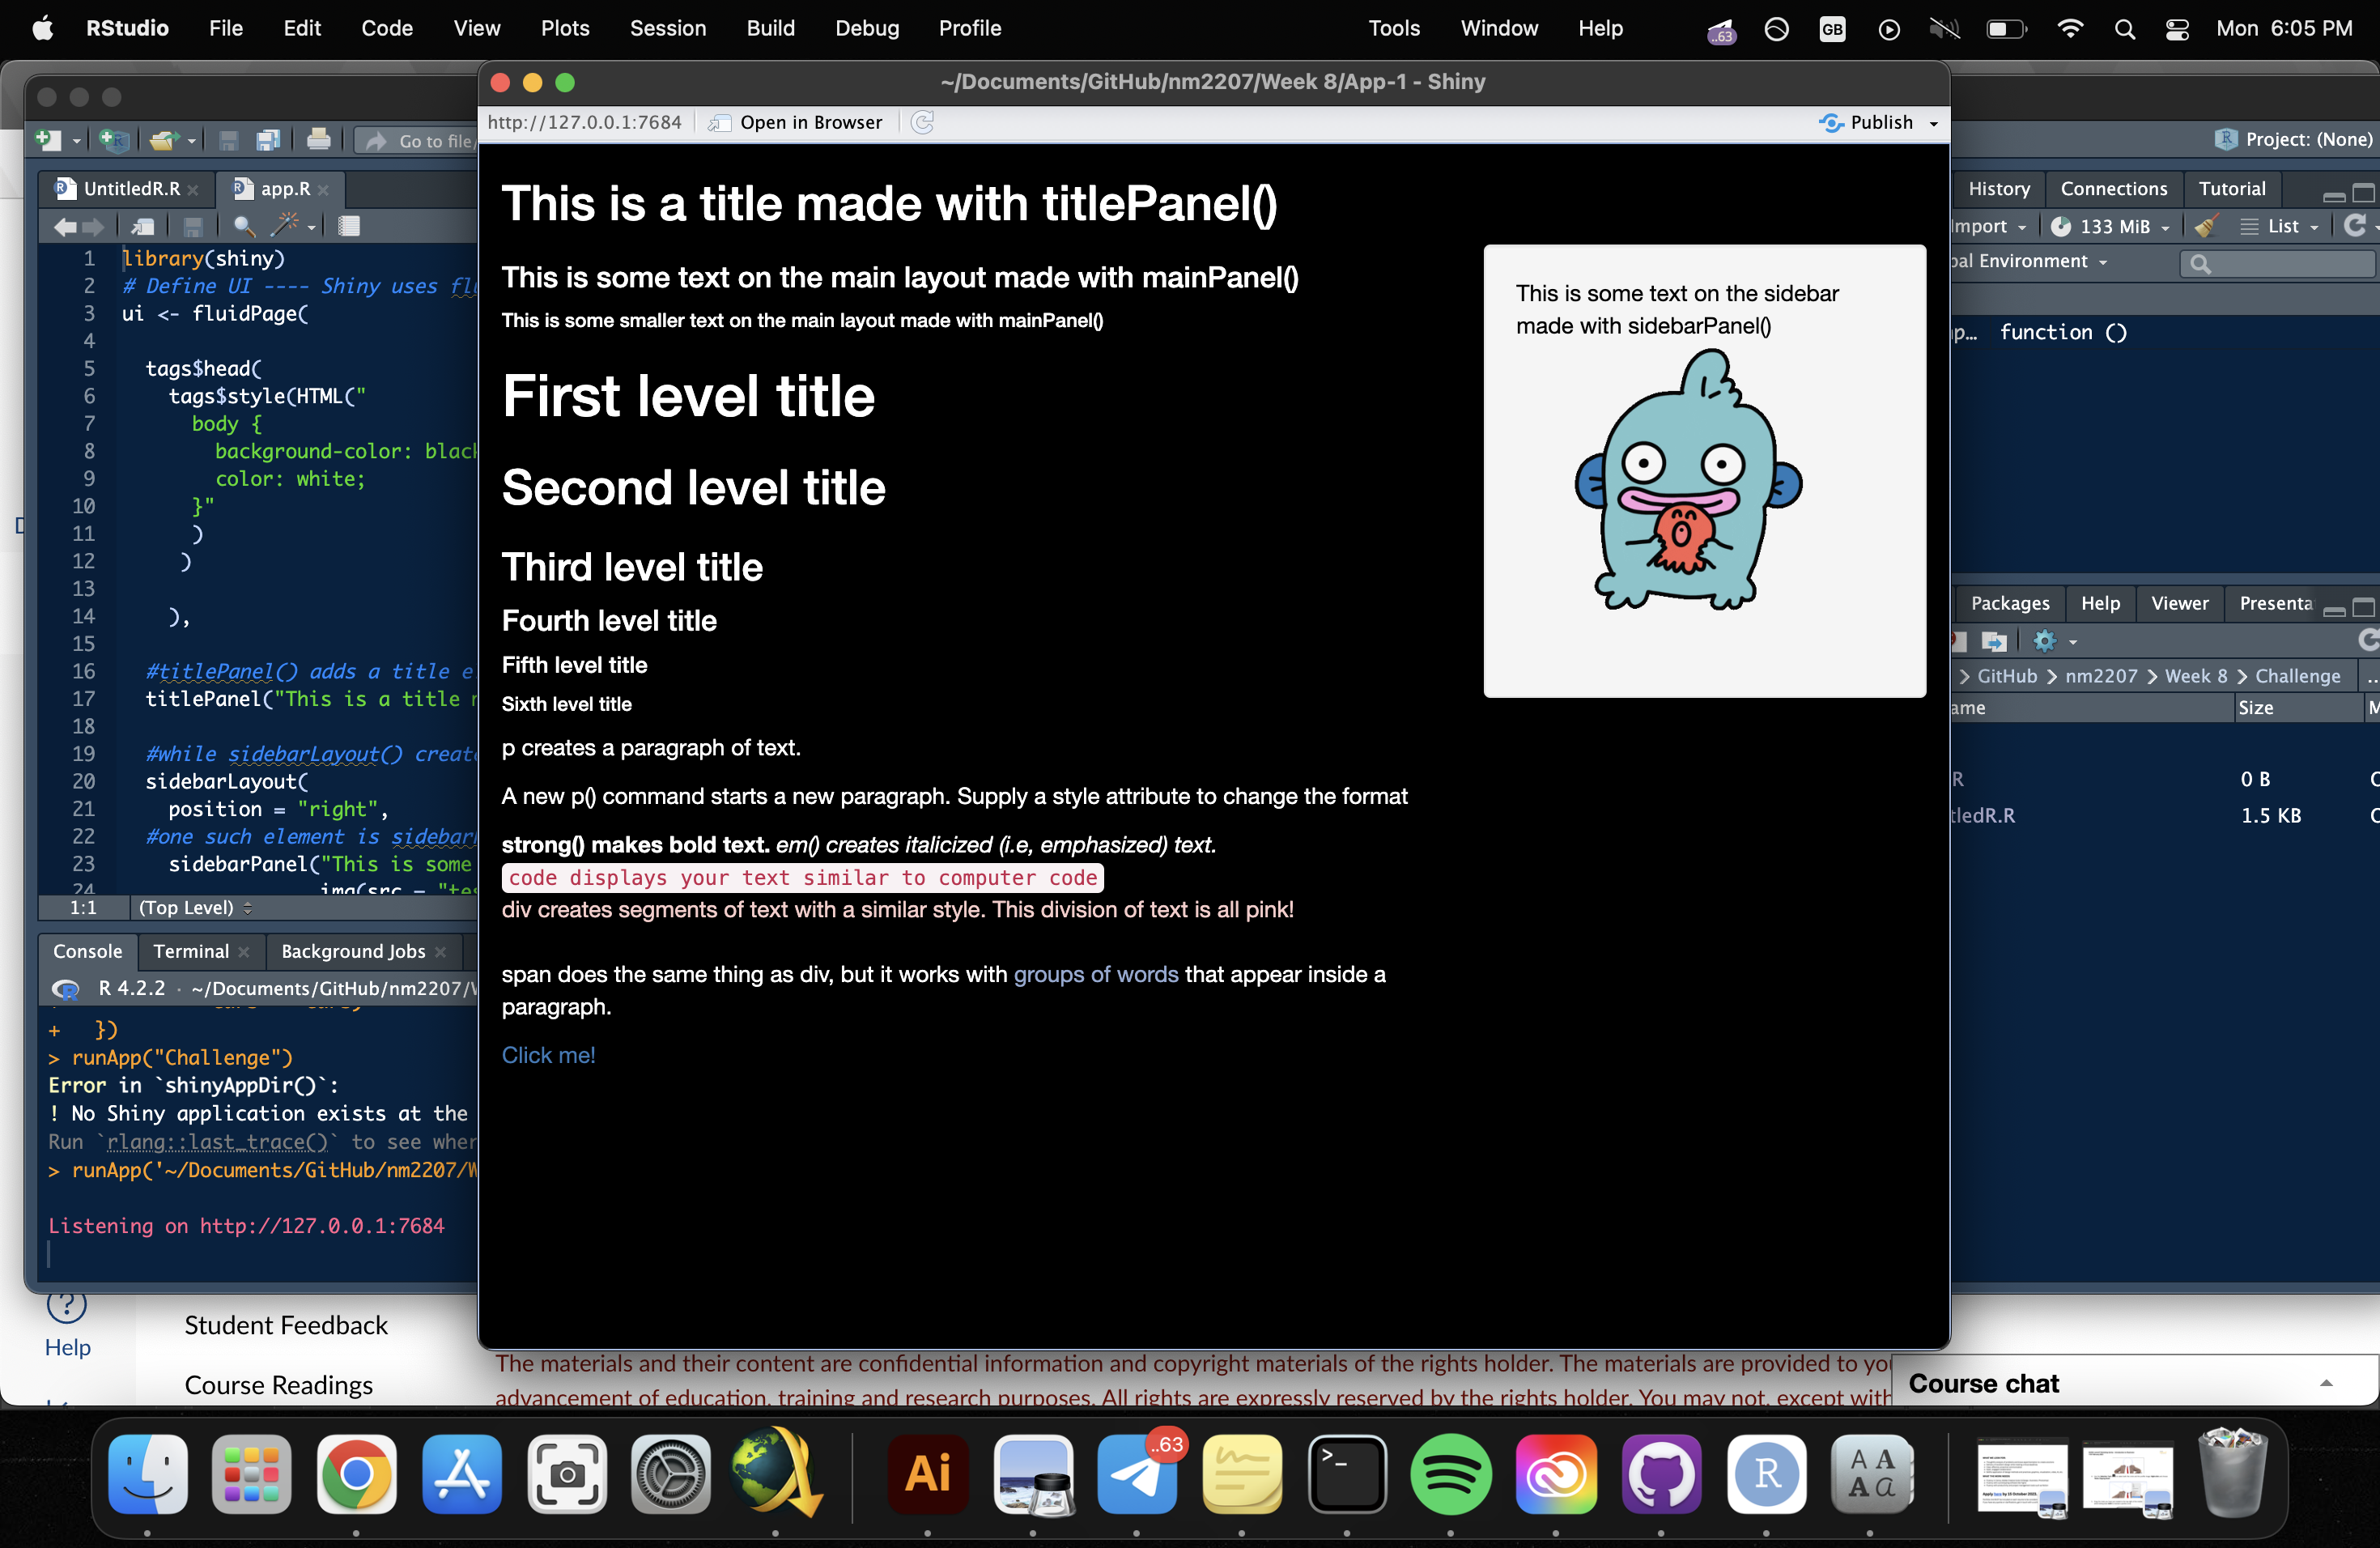 RStudio File Edit Code View Plots Session Build Debug Profile Tools Window Help ..63 GB Mon 6:05 PM
~/Documents/GitHub/nm2207/Week 8/App-1 - Shiny
http://127.0.0.1:7684 Open in Browser Publish
Go to file/
Project: (None)
UntitledR.R app.R
History Connections Tutorial
133 MiB List
Environment
function ()
1 library(shiny)
2 # Define UI ---- Shiny uses
3 ui <- fluidPage(
4
5 tags$head(
6 tags$style(HTML("
7 body {
8 background-color: black
9 color: white;
10 }"
11 )
12 )
13
14 ),
15
16 #titlePanel() adds a title
17 titlePanel("This is a title
18
19 #while sidebarLayout()
20 sidebarLayout(
21 position = "right",
22 #one such element is
23 sidebarPanel("This is some
24 img(src =
1:1 (Top Level)
Console Terminal Background Jobs
R 4.2.2 · ~/Documents/GitHub/nm2207/
+ })
> runApp("Challenge")
Error in `shinyAppDir()`:
! No Shiny application exists at the
Run `rlang::last_trace()` to see
> runApp('~/Documents/GitHub/nm2207/
Listening on http://127.0.0.1:7684
This is a title made with titlePanel()
This is some text on the main layout made with mainPanel()
This is some smaller text on the main layout made with mainPanel()
First level title
Second level title
Third level title
Fourth level title
Fifth level title
Sixth level title
p creates a paragraph of text.
A new p() command starts a new paragraph. Supply a style attribute to change the format
strong() makes bold text. em() creates italicized (i.e, emphasized) text.
code displays your text similar to computer code
div creates segments of text with a similar style. This division of text is all pink!
span does the same thing as div, but it works with groups of words that appear inside a
paragraph.
Click me!
This is some text on the sidebar
made with sidebarPanel()
Packages Help Viewer
GitHub nm2207 Week 8 Challenge
Size
0 B
1.5 KB
Help
Student Feedback
Course Readings
The materials and their content are confidential information and copyright materials of the rights holder. The materials are provided to
advancement of education, training and research purposes. All rights are expressly reserved by the rights holder. You may not, except
Course chat
Ai ..63 >_ R A A A a